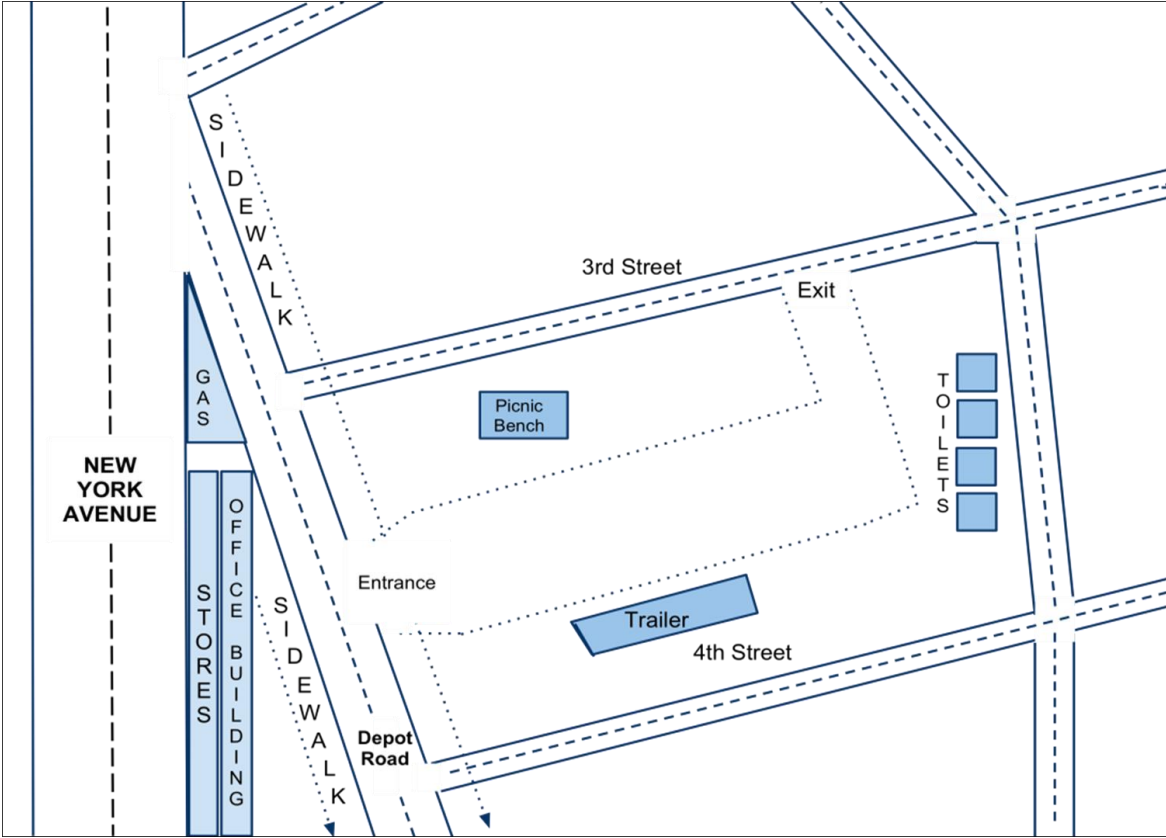 SIDEWALK
3rd Street
Exit
GAS
Picnic
Bench
TOILETS
NEW
YORK
AVENUE
OFFICE BUILDING
Entrance
STORES
SIDEWALK
Trailer
4th Street
Depot
Road